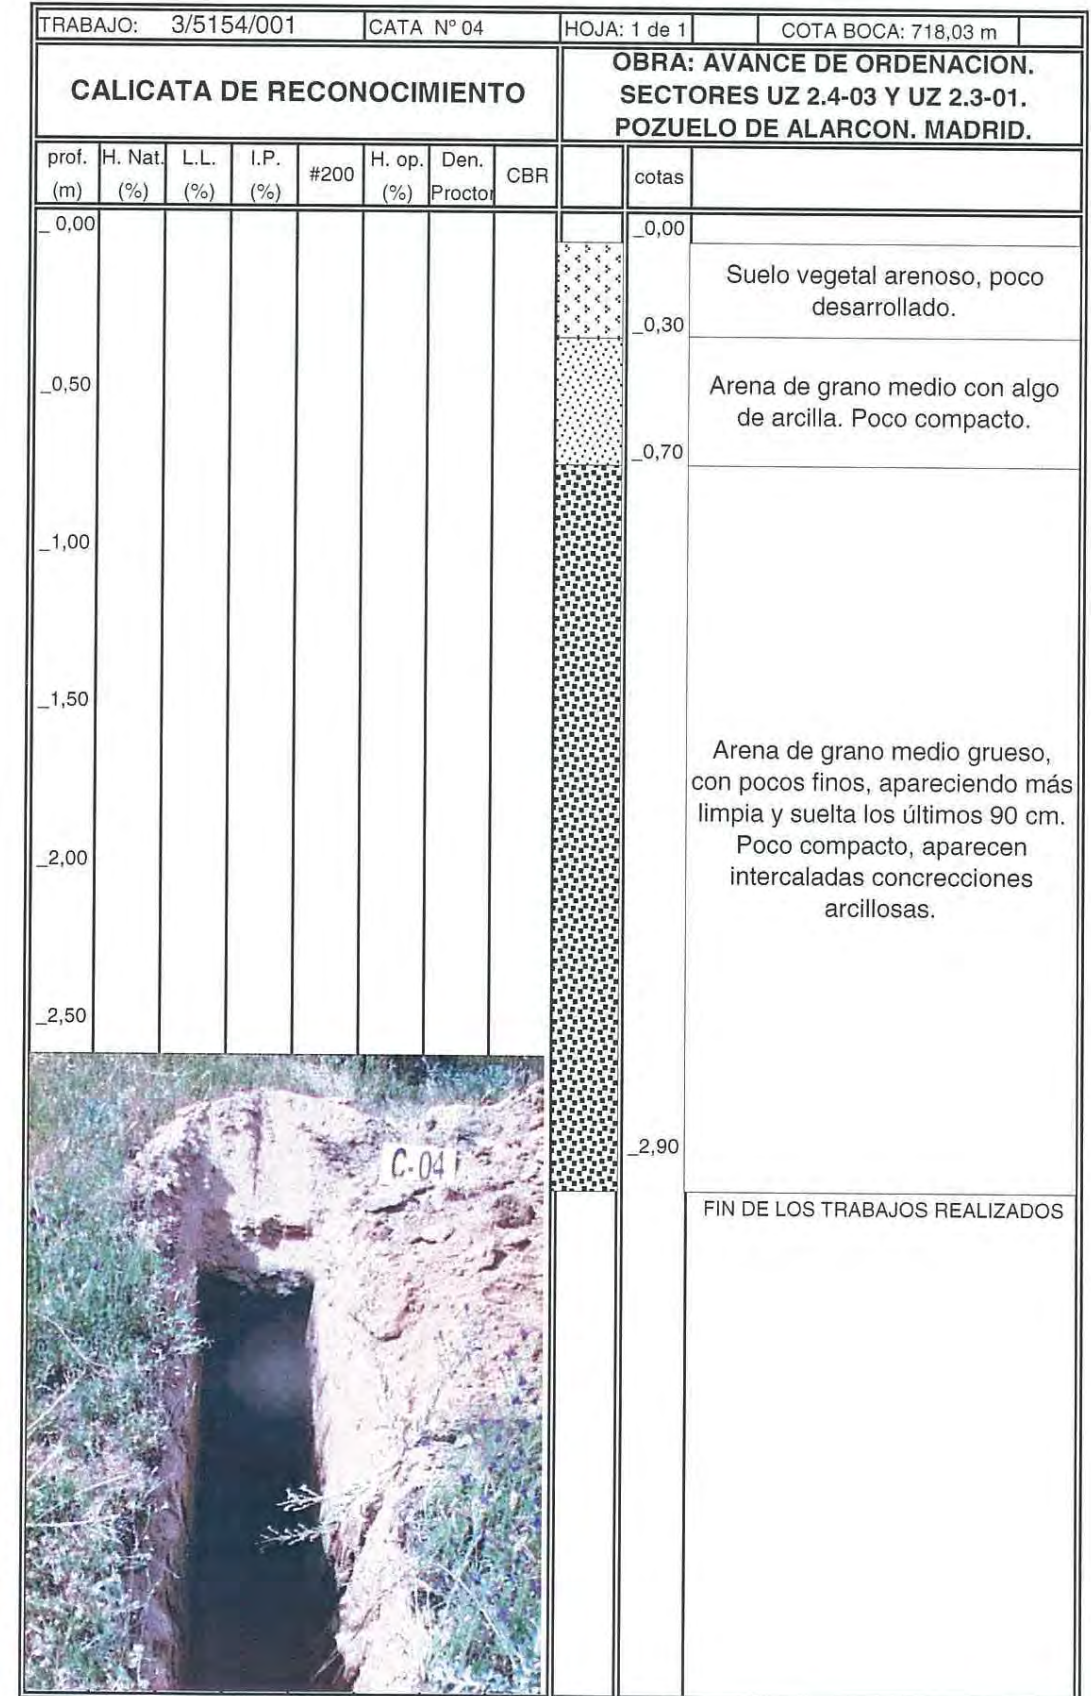 TRABAJO: 3/5154/001 CATA Nº 04 HOJA: 1 de 1 COTA BOCA: 718,03 m
CALICATA DE RECONOCIMIENTO
OBRA: AVANCE DE ORDENACION.
SECTORES UZ 2.4-03 Y UZ 2.3-01.
POZUELO DE ALARCON. MADRID.
prof. (m) H. Nat. (%) L.L. (%) I.P. (%) #200 H. op. (%) Den. Proctor CBR cotas
_ 0,00
_0,50
_1,00
_1,50
_2,00
_2,50
_0,00
Suelo vegetal arenoso, poco
desarrollado.
_0,30
Arena de grano medio con algo
de arcilla. Poco compacto.
_0,70
Arena de grano medio grueso,
con pocos finos, apareciendo más
limpia y suelta los últimos 90 cm.
Poco compacto, aparecen
intercaladas concrecciones
arcillosas.
_2,90
FIN DE LOS TRABAJOS REALIZADOS
C-04